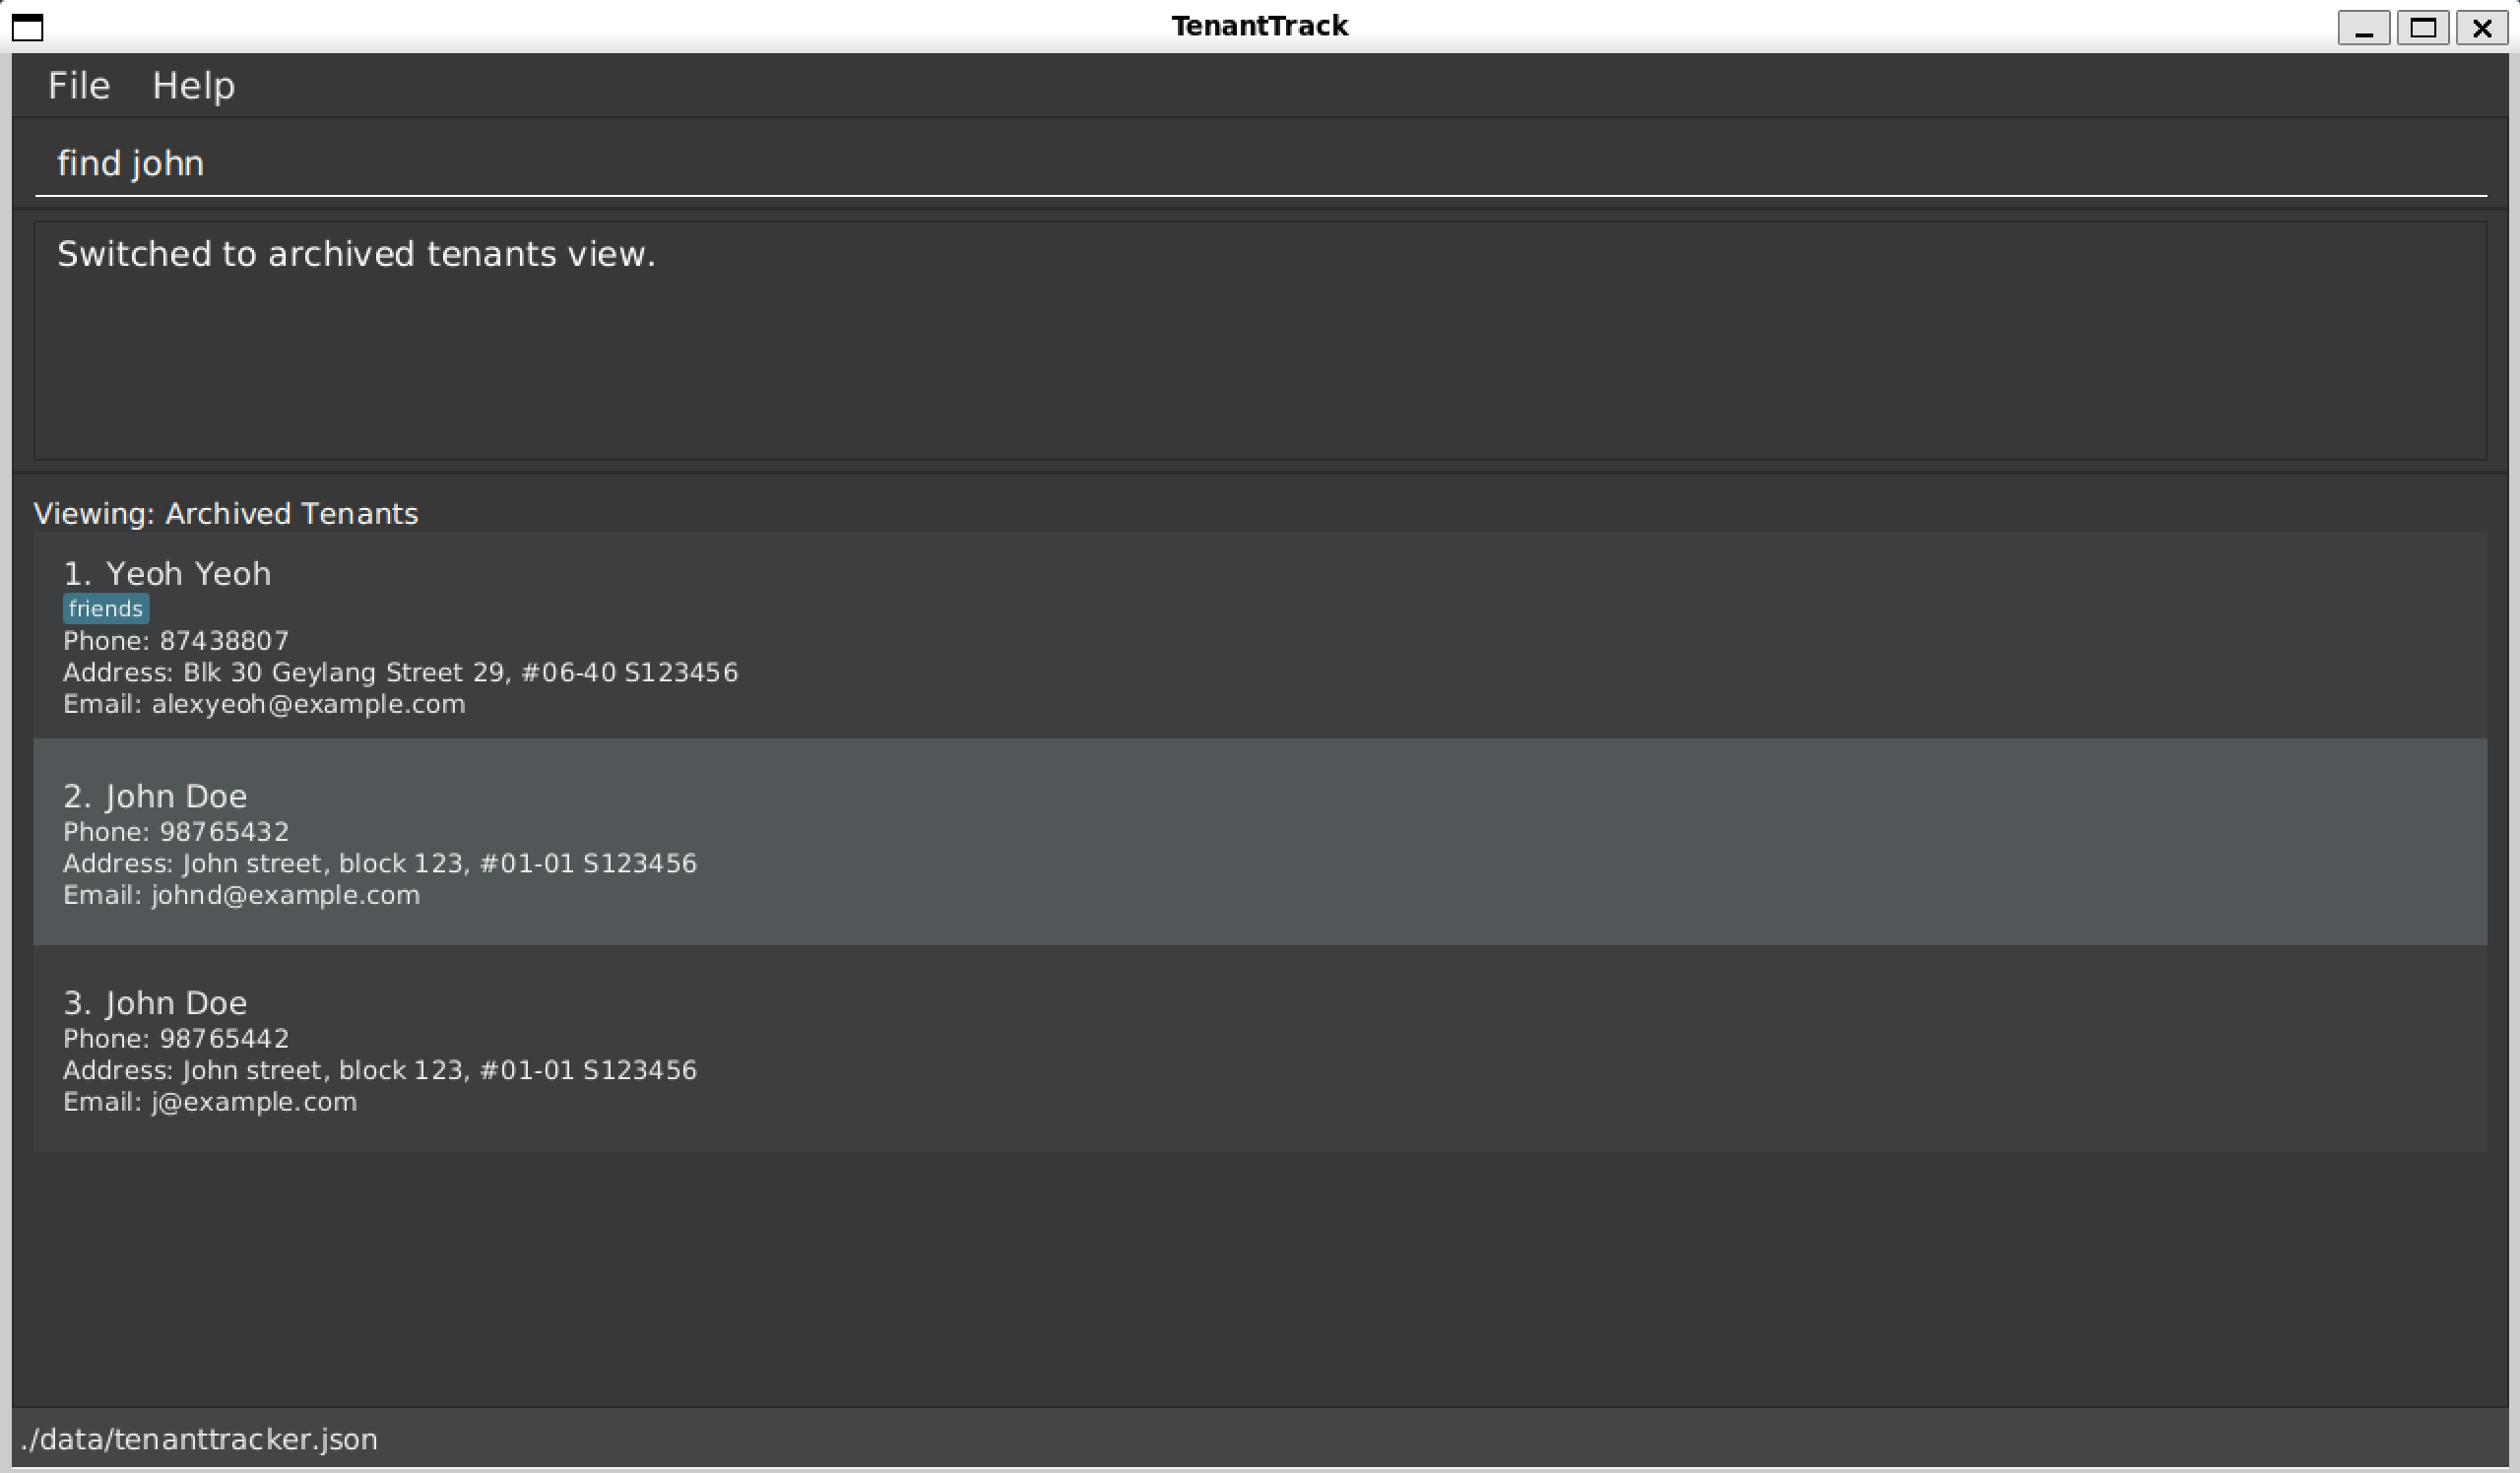 TenantTrack
File Help
find john
Switched to archived tenants view.
Viewing: Archived Tenants
1. Yeoh Yeoh
friends
Phone: 87438807
Address: Blk 30 Geylang Street 29, #06-40 S123456
Email: alexyeoh@example.com
2. John Doe
Phone: 98765432
Address: John street, block 123, #01-01 S123456
Email: johnd@example.com
3. John Doe
Phone: 98765442
Address: John street, block 123, #01-01 S123456
Email: j@example.com
./data/tenanttracker.json